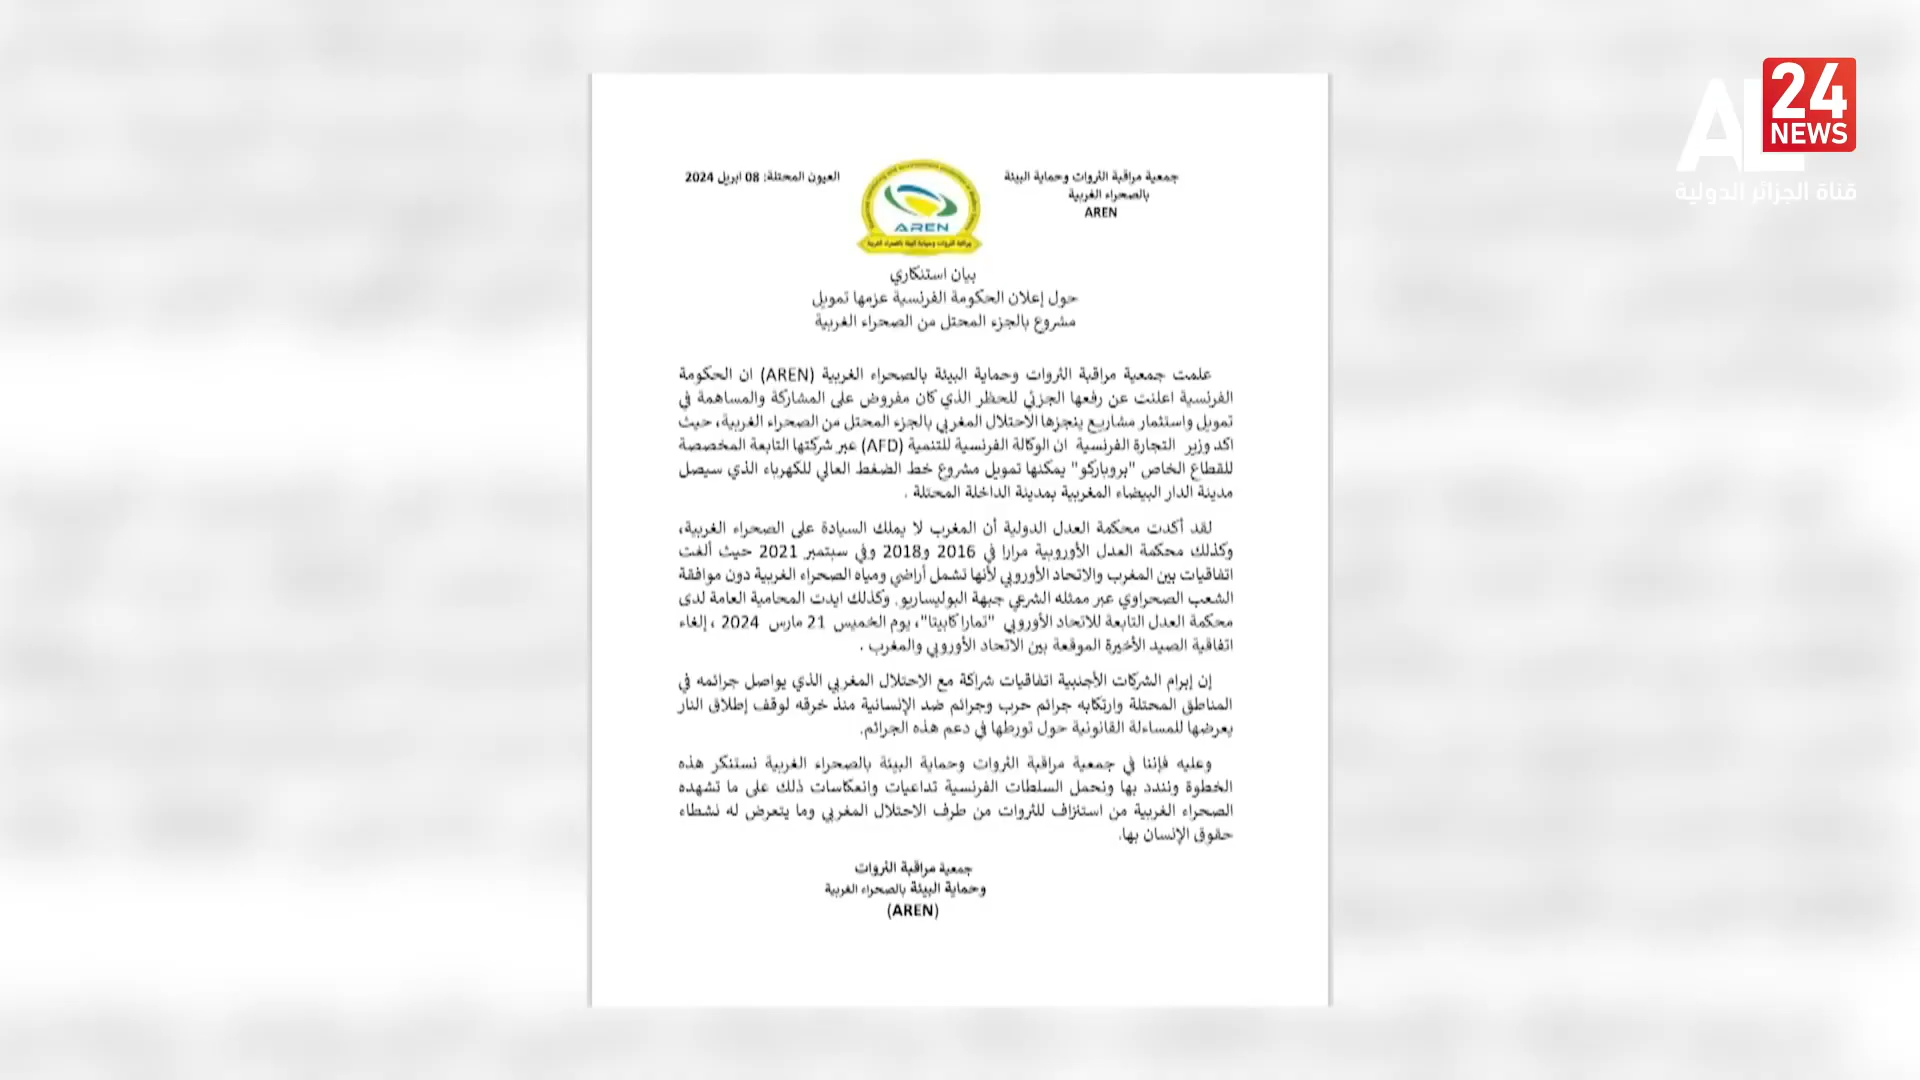 AL 24 NEWS
قناة الجزائر الدولية
جمعية مراقبة الثروات وحماية البيئة
بالصحراء الغربية
AREN
العيون المحتلة: 08 ابريل 2024
AREN
مراقبة الثروات وحماية البيئة بالصحراء الغربية
بيان استنكاري
حول إعلان الحكومة الفرنسية عزمها تمويل
مشروع بالجزء المحتل من الصحراء الغربية
علمت جمعية مراقبة الثروات وحماية البيئة بالصحراء الغربية (AREN) ان الحكومة
الفرنسية اعلنت عن رفعها الجزئي للحظر الذي كان مفروض على المشاركة والمساهمة في
تمويل واستثمار مشاريع ينجزها الاحتلال المغربي بالجزء المحتل من الصحراء الغربية، حيث
اكد وزير التجارة الفرنسية ان الوكالة الفرنسية للتنمية (AFD) عبر شركتها التابعة المخصصة
للقطاع الخاص "بروباركو" يمكنها تمويل مشروع خط الضغط العالي للكهرباء الذي سيصل
مدينة الدار البيضاء المغربية بمدينة الداخلة المحتلة .
لقد أكدت محكمة العدل الدولية أن المغرب لا يملك السيادة على الصحراء الغربية،
وكذلك محكمة العدل الأوروبية مرارا في 2016 و2018 وفي سبتمبر 2021 حيث ألغت
اتفاقيات بين المغرب والاتحاد الأوروبي لأنها تشمل أراضي ومياه الصحراء الغربية دون موافقة
الشعب الصحراوي عبر ممثله الشرعي جبهة البوليساريو. وكذلك ايدت المحامية العامة لدى
محكمة العدل التابعة للاتحاد الأوروبي "تمارا كابيتا"، يوم الخميس 21 مارس 2024 ، إلغاء
اتفاقية الصيد الأخيرة الموقعة بين الاتحاد الأوروبي والمغرب .
إن إبرام الشركات الأجنبية اتفاقيات شراكة مع الاحتلال المغربي الذي يواصل جرائمه في
المناطق المحتلة وارتكابه جرائم حرب وجرائم ضد الإنسانية منذ خرقه لوقف إطلاق النار
يعرضها للمساءلة القانونية حول تورطها في دعم هذه الجرائم.
وعليه فإننا في جمعية مراقبة الثروات وحماية البيئة بالصحراء الغربية نستنكر هذه
الخطوة ونندد بها ونحمل السلطات الفرنسية تداعيات وانعكاسات ذلك على ما تشهده
الصحراء الغربية من استنزاف للثروات من طرف الاحتلال المغربي وما يتعرض له نشطاء
حقوق الإنسان بها.
جمعية مراقبة الثروات
وحماية البيئة بالصحراء الغربية
(AREN)